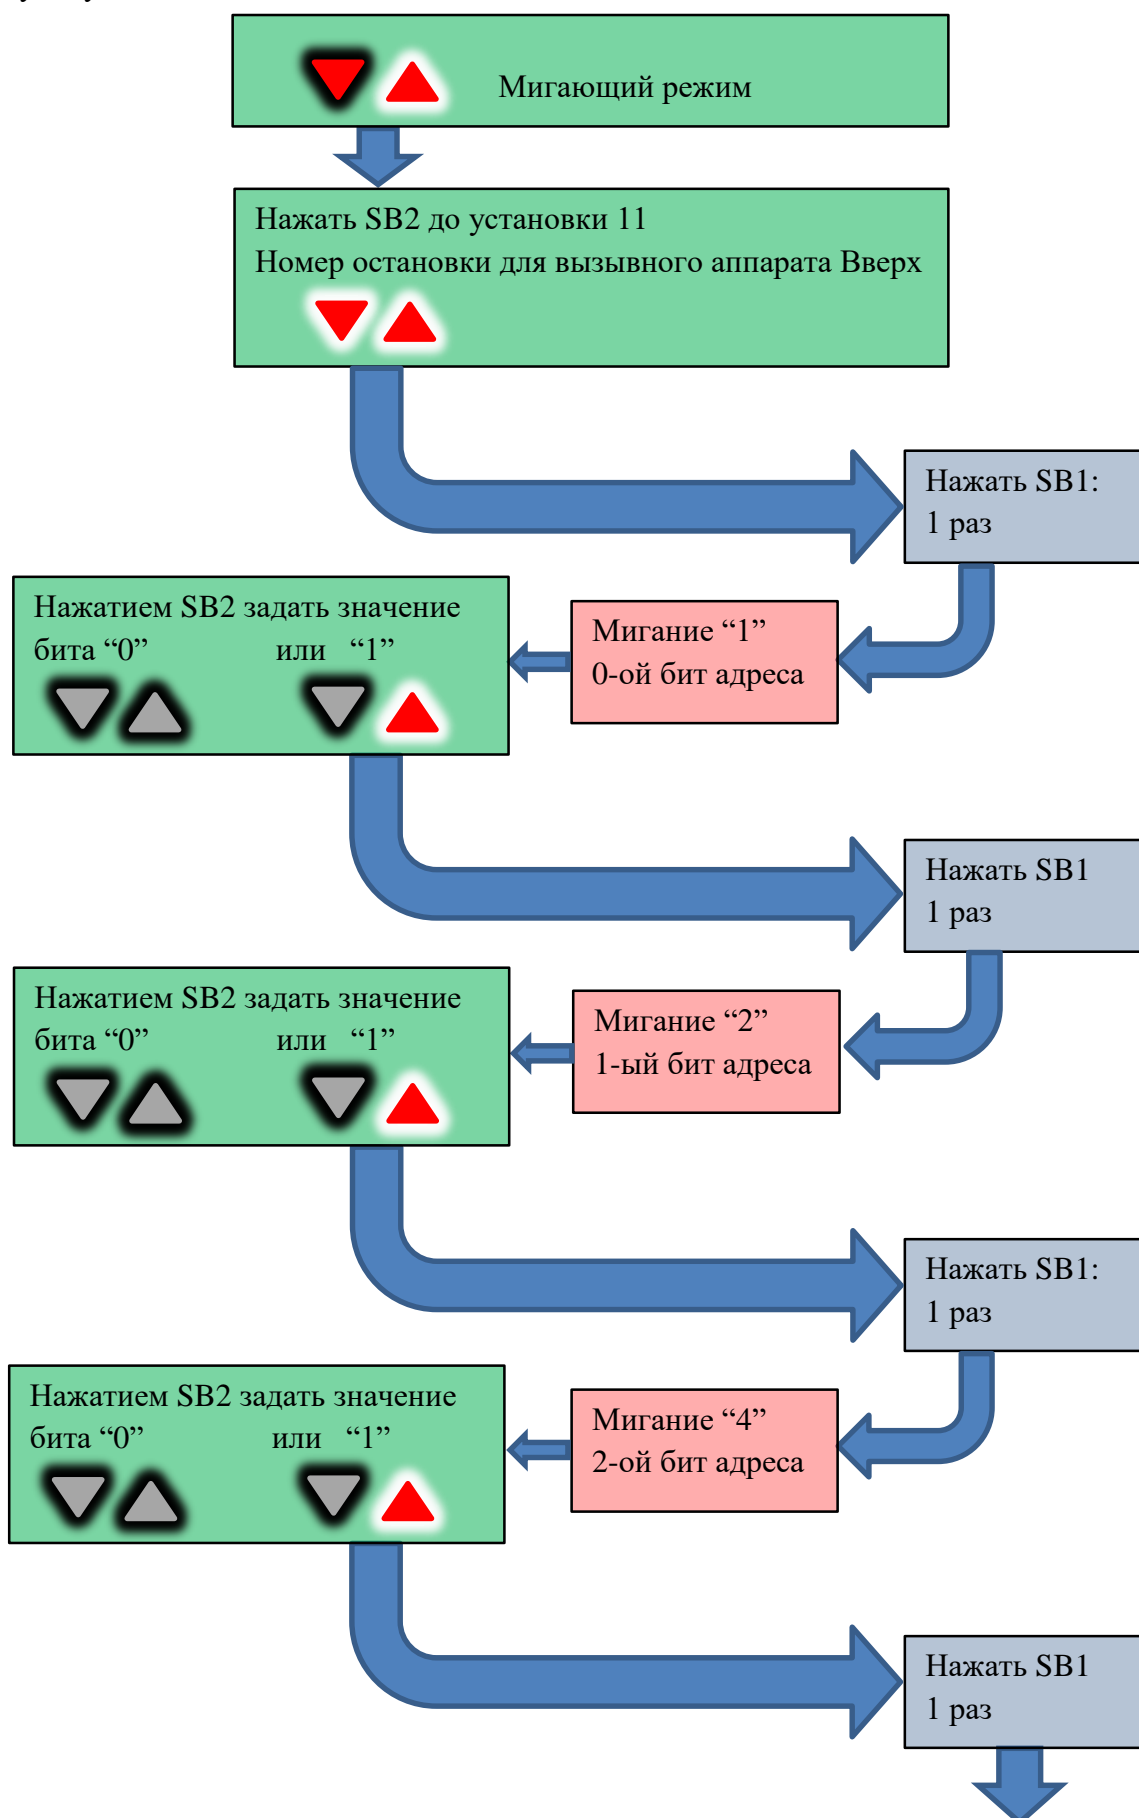 Мигающий режим
Нажать SB2 до установки 11
Номер остановки для вызывного аппарата Вверх
Нажать SB1:
1 раз
Нажатием SB2 задать значение
бита “0” или “1”
Мигание “1”
0-ой бит адреса
Нажать SB1
1 раз
Нажатием SB2 задать значение
бита “0” или “1”
Мигание “2”
1-ый бит адреса
Нажать SB1:
1 раз
Нажатием SB2 задать значение
бита “0” или “1”
Мигание “4”
2-ой бит адреса
Нажать SB1
1 раз